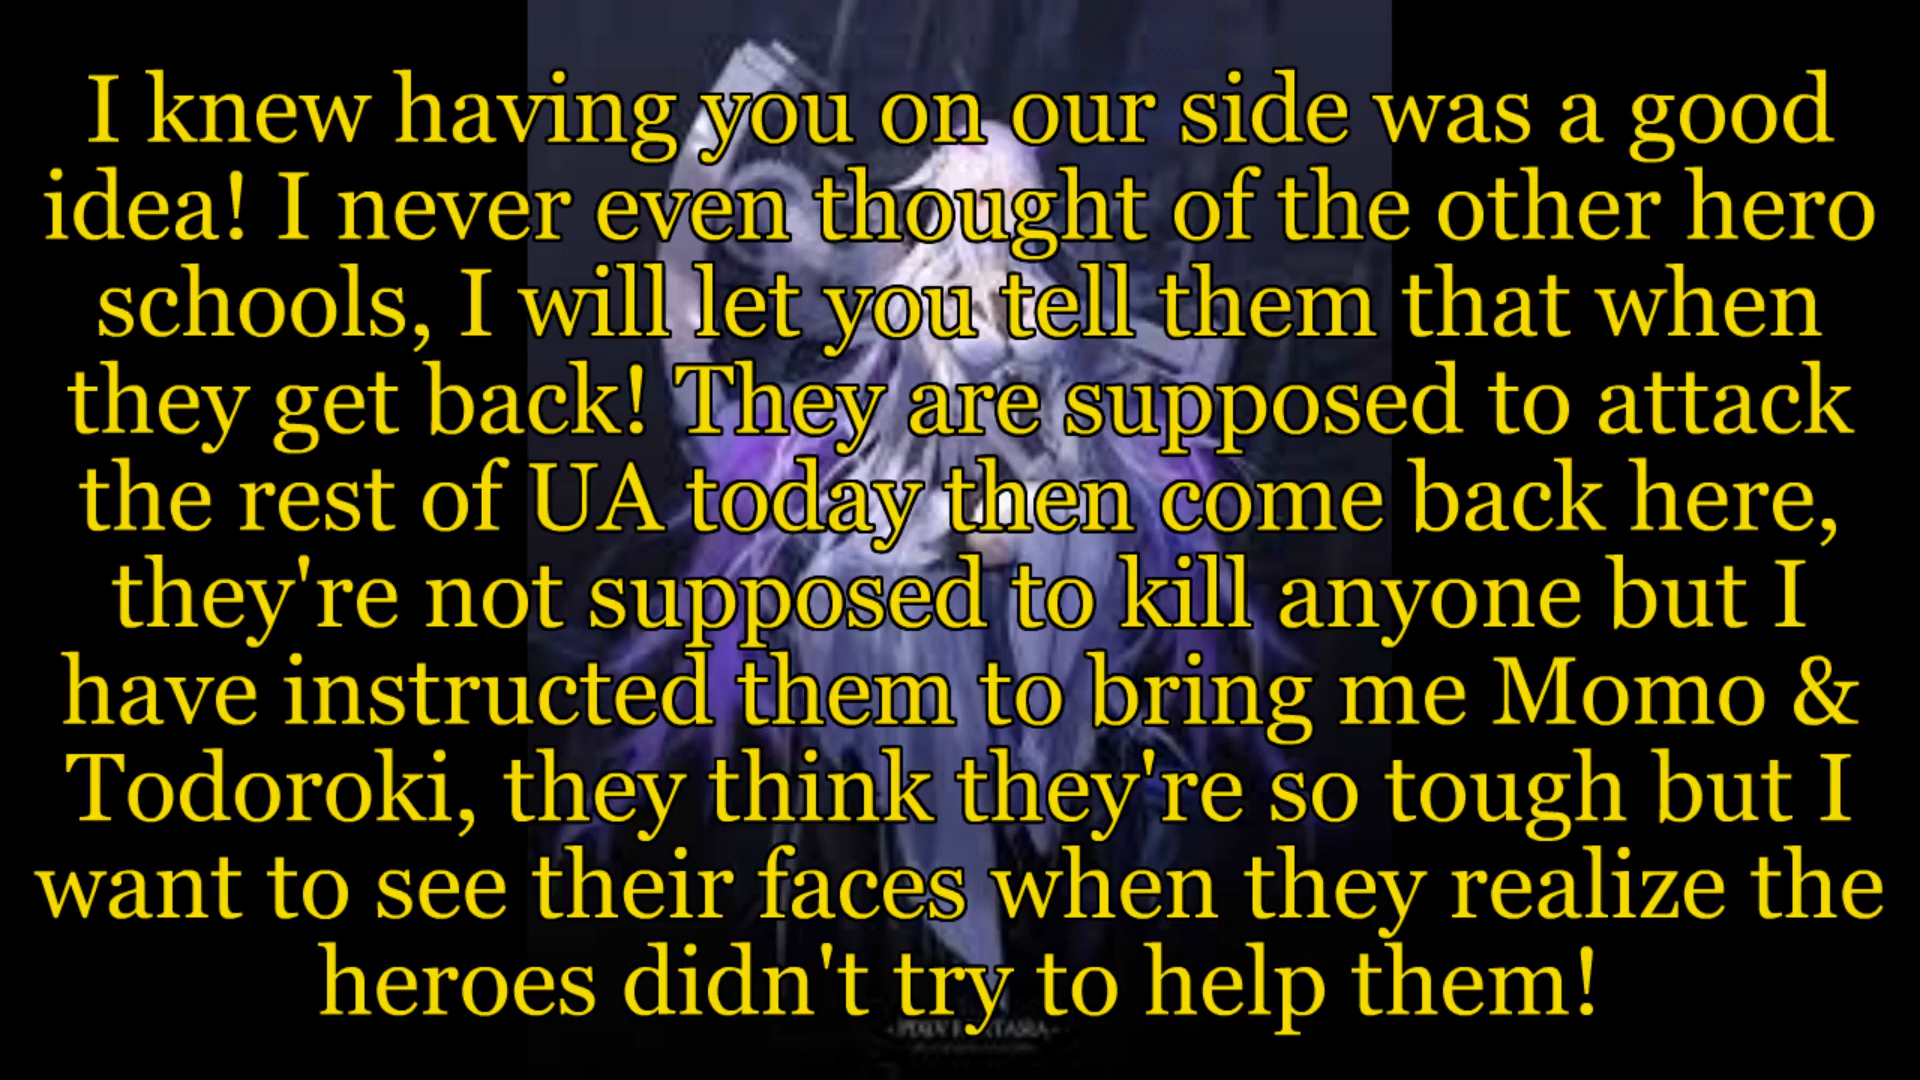 I knew having you on our side was a good
idea! I never even thought of the other hero
schools, I will let you tell them that when
they get back! They are supposed to attack
the rest of UA today then come back here,
they're not supposed to kill anyone but I
have instructed them to bring me Momo &
Todoroki, they think they're so tough but I
want to see their faces when they realize the
heroes didn't try to help them!